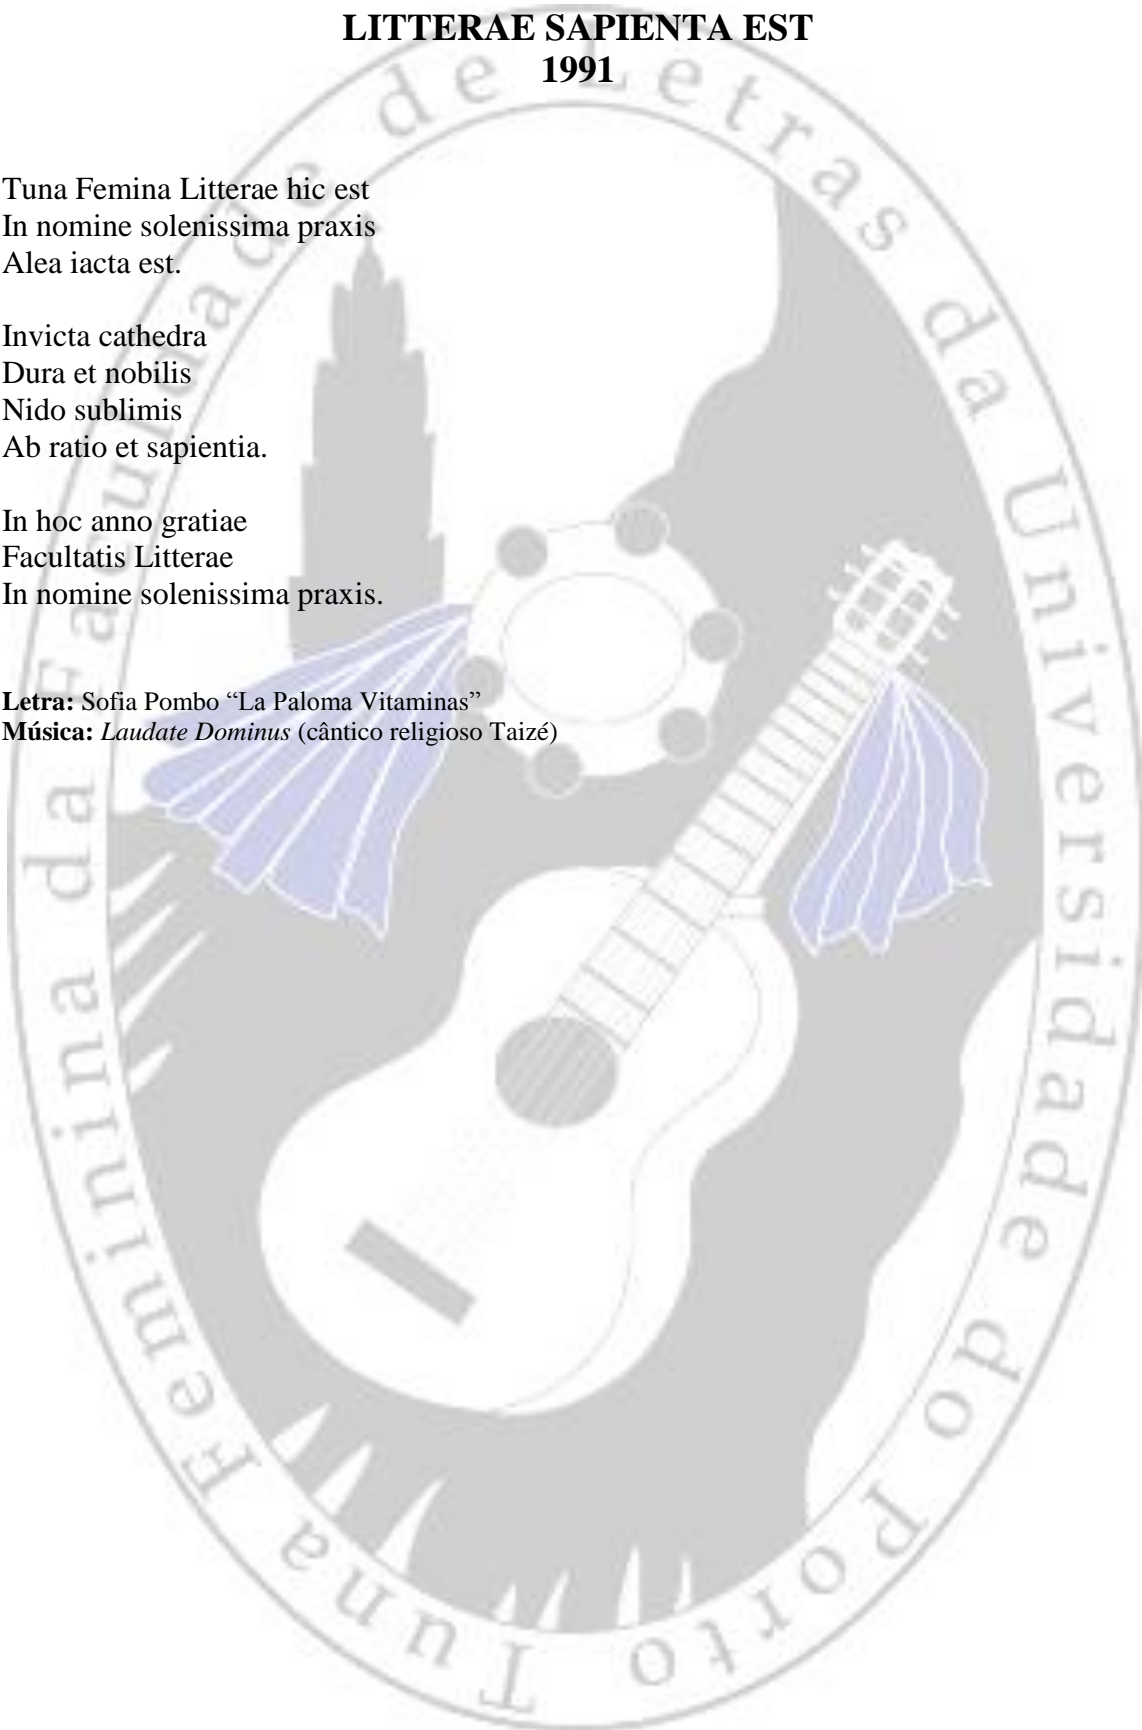 LITTERAE SAPIENTA EST
1991
Tuna Femina Litterae hic est
In nomine solenissima praxis
Alea iacta est.
Invicta cathedra
Dura et nobilis
Nido sublimis
Ab ratio et sapientia.
In hoc anno gratiae
Facultatis Litterae
In nomine solenissima praxis.
Letra: Sofia Pombo “La Paloma Vitaminas”
Música: Laudate Dominus (cântico religioso Taizé)
Tuna Feminina da Faculdade de Letras da Universidade do Porto